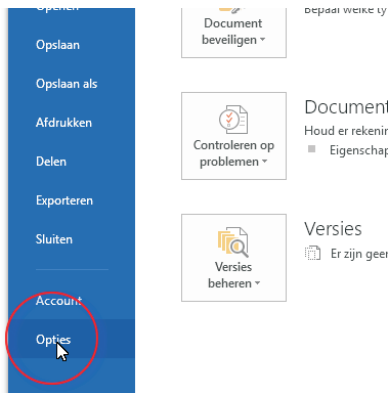 Openen
Opslaan
Opslaan als
Afdrukken
Delen
Exporteren
Sluiten
Account
Opties
Document
beveiligen
Bepaal welke ty
Controleren op
problemen
Document
Houd er rekenin
Eigenschap
Versies
beheren
Versies
Er zijn geen